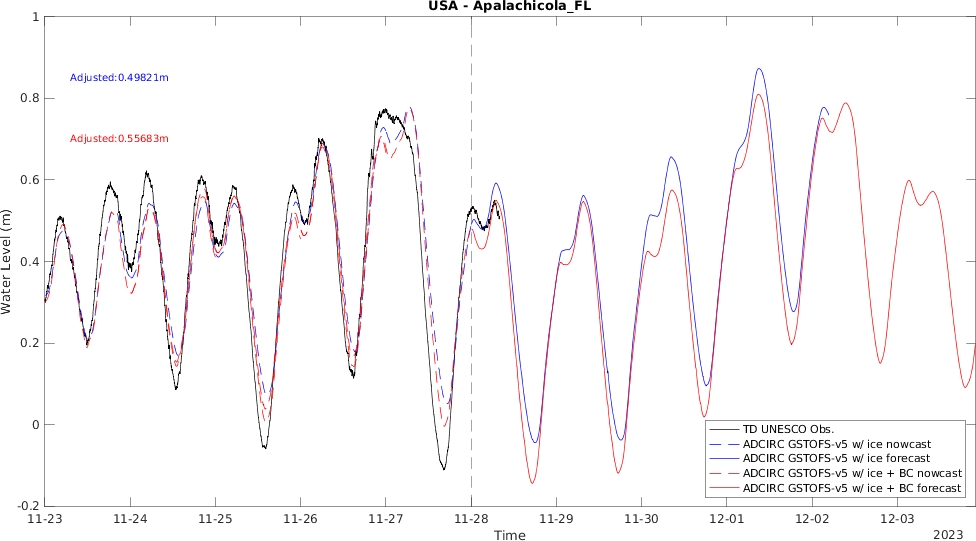 USA - Apalachicola_FL
1
0.8
0.6
0.4
0.2
0
-0.2
Water Level (m)
Adjusted:0.49821m
Adjusted:0.55683m
TD UNESCO Obs.
ADCIRC GSTOFS-v5 w/ ice nowcast
ADCIRC GSTOFS-v5 w/ ice forecast
ADCIRC GSTOFS-v5 w/ ice + BC nowcast
ADCIRC GSTOFS-v5 w/ ice + BC forecast
11-23 11-24 11-25 11-26 11-27 11-28 11-29 11-30 12-01 12-02 12-03
Time
2023